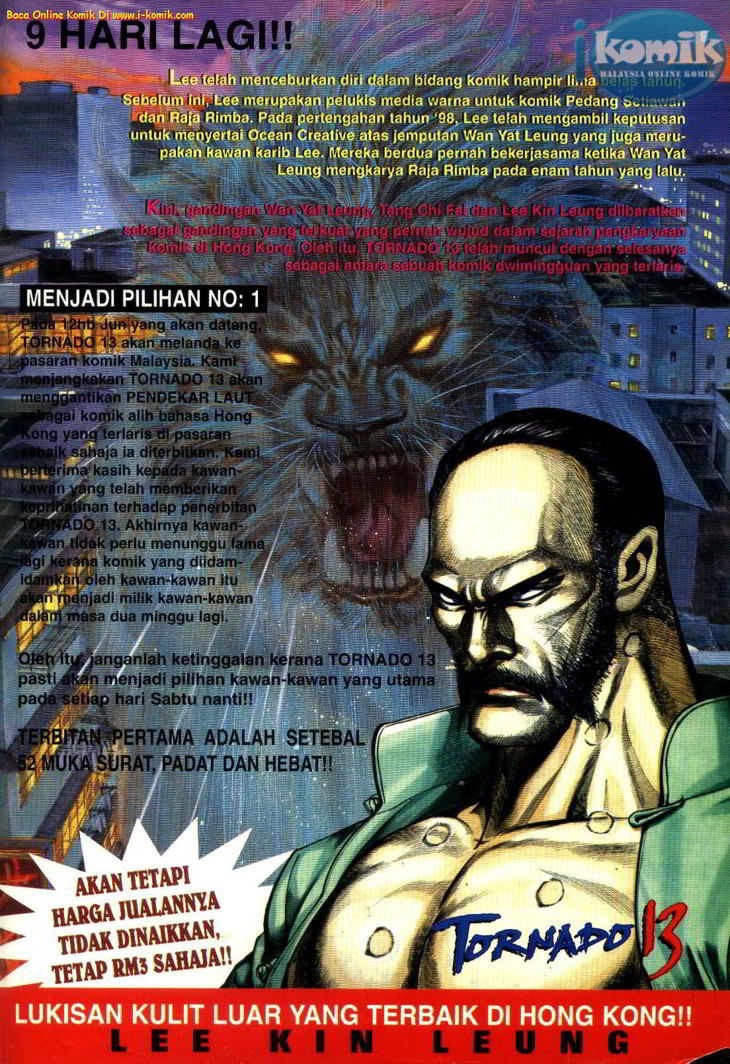 Baca Online Komik Di www.i-komik.com
9 HARI LAGI!!
komik
MALAYSIA ONLINE KOMIK
Lee telah menceburkan diri dalam bidang komik hampir lima belas tahun.
Sebelum ini, Lee merupakan pelukis media warna untuk komik Pedang Setiawan
dan Raja Rimba. Pada pertengahan tahun '98, Lee telah mengambil keputusan
untuk menyertai Ocean Creative atas jemputan Wan Yat Leung yang juga meru-
pakan kawan karib Lee. Mereka berdua pernah bekerjasama ketika Wan Yat
Leung mengkarya Raja Rimba pada enam tahun yang lalu.
Kini, gandingan Wan Yat Leung, Tang Chi Fai dan Lee Kin Leung diibaratkan
sebagai gandingan yang terkuat yang pernah wujud dalam sejarah pengkaryaan
komik di Hong Kong. Oleh itu, TORNADO 13 telah muncul dengan selesanya
sebagai antara sebuah komik dwimingguan yang terlaris.
MENJADI PILIHAN NO: 1
Pada 12hb Jun yang akan datang,
TORNADO 13 akan melanda ke
pasaran komik Malaysia. Kami
menjangkakan TORNADO 13 akan
menggantikan PENDEKAR LAUT
sebagai komik alih bahasa Hong
Kong yang terlaris di pasaran
sebaik sahaja ia diterbitkan. Kami
berterima kasih kepada kawan-
kawan yang telah memberikan
keprihatinan terhadap penerbitan
TORNADO 13. Akhirnya kawan-
kawan tidak perlu menunggu lama
lagi kerana komik yang diidam-
idamkan oleh kawan-kawan itu
akan menjadi milik kawan-kawan
dalam masa dua minggu lagi.
Oleh itu, janganlah ketinggalan kerana TORNADO 13
pasti akan menjadi pilihan kawan-kawan yang utama
pada setiap hari Sabtu nanti!!
TERBITAN PERTAMA ADALAH SETEBAL
52 MUKA SURAT, PADAT DAN HEBAT!!
AKAN TETAPI
HARGA JUALANNYA
TIDAK DINAIKKAN,
TETAP RM3 SAHAJA!!
TORNADO 13
LUKISAN KULIT LUAR YANG TERBAIK DI HONG KONG!!
LEE KIN LEUNG